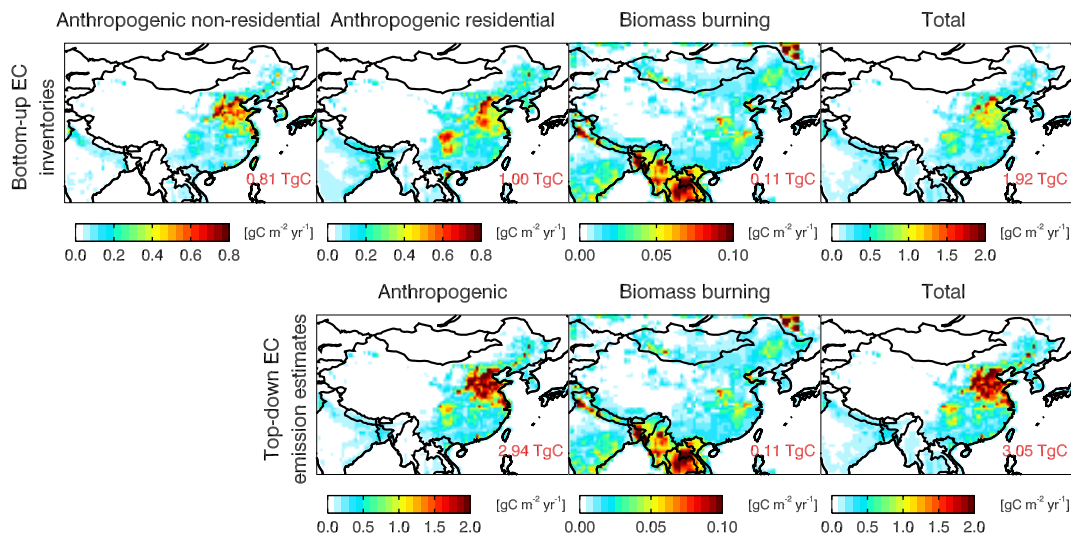 Anthropogenic non-residential Anthropogenic residential Biomass burning Total
Bottom-up EC
inventories
0.81 TgC 1.00 TgC 0.11 TgC 1.92 TgC
[gC m⁻² yr⁻¹] [gC m⁻² yr⁻¹] [gC m⁻² yr⁻¹] [gC m⁻² yr⁻¹]
0.0 0.2 0.4 0.6 0.8 0.0 0.2 0.4 0.6 0.8 0.00 0.05 0.10 0.0 0.5 1.0 1.5 2.0
Anthropogenic Biomass burning Total
Top-down EC
emission estimates
2.94 TgC 0.11 TgC 3.05 TgC
[gC m⁻² yr⁻¹] [gC m⁻² yr⁻¹] [gC m⁻² yr⁻¹]
0.0 0.5 1.0 1.5 2.0 0.00 0.05 0.10 0.0 0.5 1.0 1.5 2.0